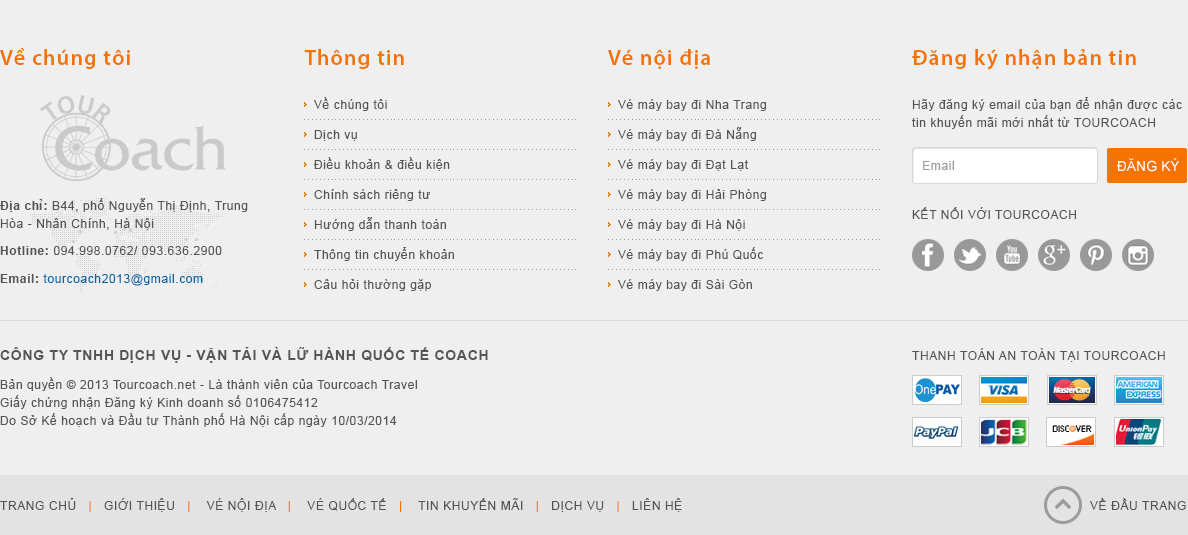 Về chúng tôi
TOUR
Coach
Địa chỉ: B44, phố Nguyễn Thị Định, Trung
Hòa - Nhân Chính, Hà Nội
Hotline: 094.998.0762/ 093.636.2900
Email: tourcoach2013@gmail.com
Thông tin
Về chúng tôi
Dịch vụ
Điều khoản & điều kiện
Chính sách riêng tư
Hướng dẫn thanh toán
Thông tin chuyển khoản
Câu hỏi thường gặp
Vé nội địa
Vé máy bay đi Nha Trang
Vé máy bay đi Đà Nẵng
Vé máy bay đi Đạt Lạt
Vé máy bay đi Hải Phòng
Vé máy bay đi Hà Nội
Vé máy bay đi Phú Quốc
Vé máy bay đi Sài Gòn
Đăng ký nhận bản tin
Hãy đăng ký email của bạn để nhận được các
tin khuyến mãi mới nhất từ TOURCOACH
Email
ĐĂNG KÝ
KẾT NỐI VỚI TOURCOACH
You Tube
CÔNG TY TNHH DỊCH VỤ - VẬN TẢI VÀ LỮ HÀNH QUỐC TẾ COACH
Bản quyền © 2013 Tourcoach.net - Là thành viên của Tourcoach Travel
Giấy chứng nhận Đăng ký Kinh doanh số 0106475412
Do Sở Kế hoạch và Đầu tư Thành phố Hà Nội cấp ngày 10/03/2014
THANH TOÁN AN TOÀN TẠI TOURCOACH
OnePAY VISA MasterCard AMERICAN EXPRESS
PayPal JCB DISCOVER UnionPay 银联
TRANG CHỦ | GIỚI THIỆU | VÉ NỘI ĐỊA | VÉ QUỐC TẾ | TIN KHUYẾN MÃI | DỊCH VỤ | LIÊN HỆ
VỀ ĐẦU TRANG